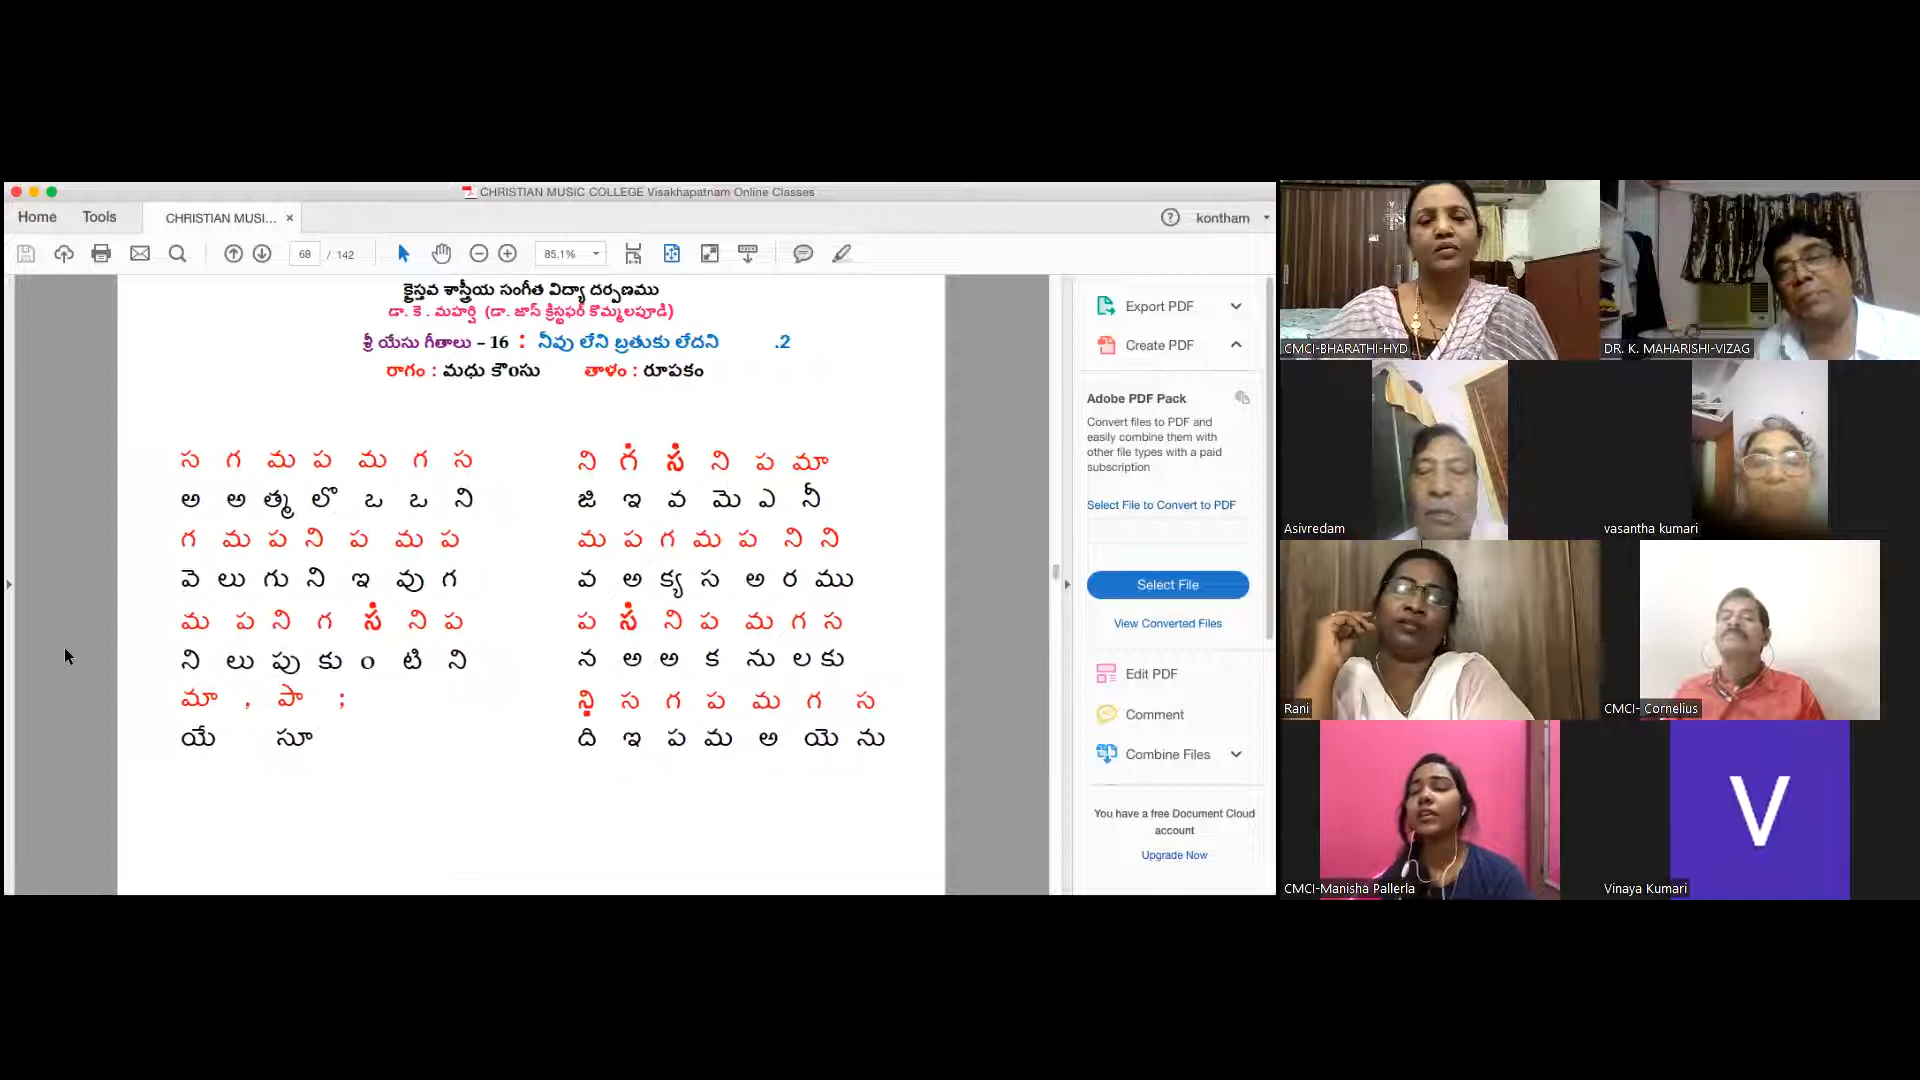 CHRISTIAN MUSIC COLLEGE Visakhapatnam Online Classes
Home Tools CHRISTIAN MUSI... × kontham
69 / 142 85.1%
క్రైస్తవ శాస్త్రీయ సంగీత విద్యా దర్పణము
డా. కె . మహర్షి (డా. జాన్ క్రిస్టఫర్ కొమ్మలపూడి)
శ్రీ యేసు గీతాలు – 16 : నీవు లేని బ్రతుకు లేదని .2
రాగం : మధు కౌoసు తాళం : రూపకం
స గ మ ప మ గ స
అ అ త్మ లొ ఒ ఒ ని
గ మ ప ని ప మ ప
వె లు గు ని ఇ వు గ
మ ప ని గ స ని ప
ని లు పు కు o టి ని
మా , పా ;
యే సూ
ని గ స ని ప మా
జి ఇ వ మె ఎ నీ
మ ప గ మ ప ని ని
వ అ క్య స అ ర ము
ప స ని ప మ గ స
న అ అ క ను ల కు
ని స గ ప మ గ స
ది ఇ ప మ అ యె ను
Export PDF
Create PDF
Adobe PDF Pack
Convert files to PDF and
easily combine them with
other file types with a paid
subscription
Select File to Convert to PDF
Select File
View Converted Files
Edit PDF
Comment
Combine Files
You have a free Document Cloud
account
Upgrade Now
CMCI-BHARATHI-HYD
DR. K. MAHARISHI-VIZAG
Asivredam
vasantha kumari
Rani
CMCI- Cornelius
CMCI-Manisha Pallerla
V
Vinaya Kumari